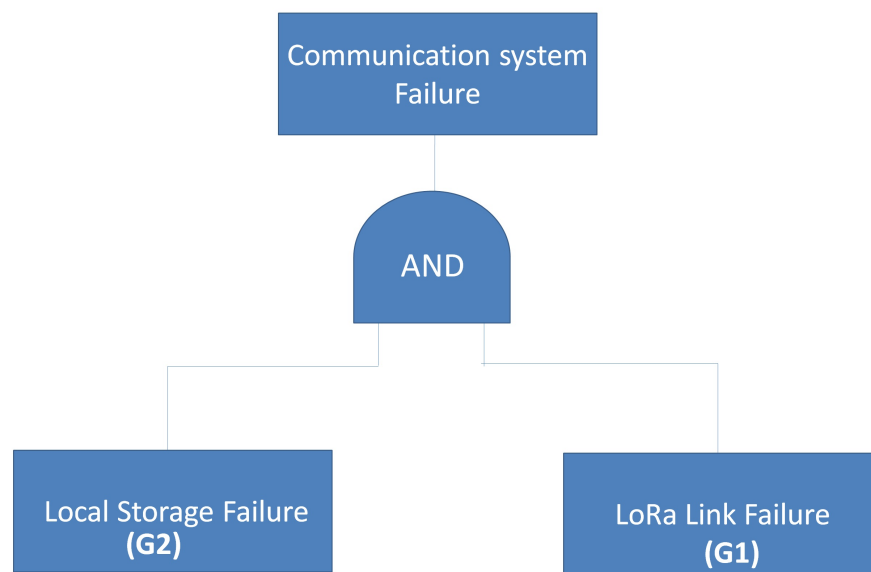 Communication system
Failure
AND
Local Storage Failure
(G2)
LoRa Link Failure
(G1)